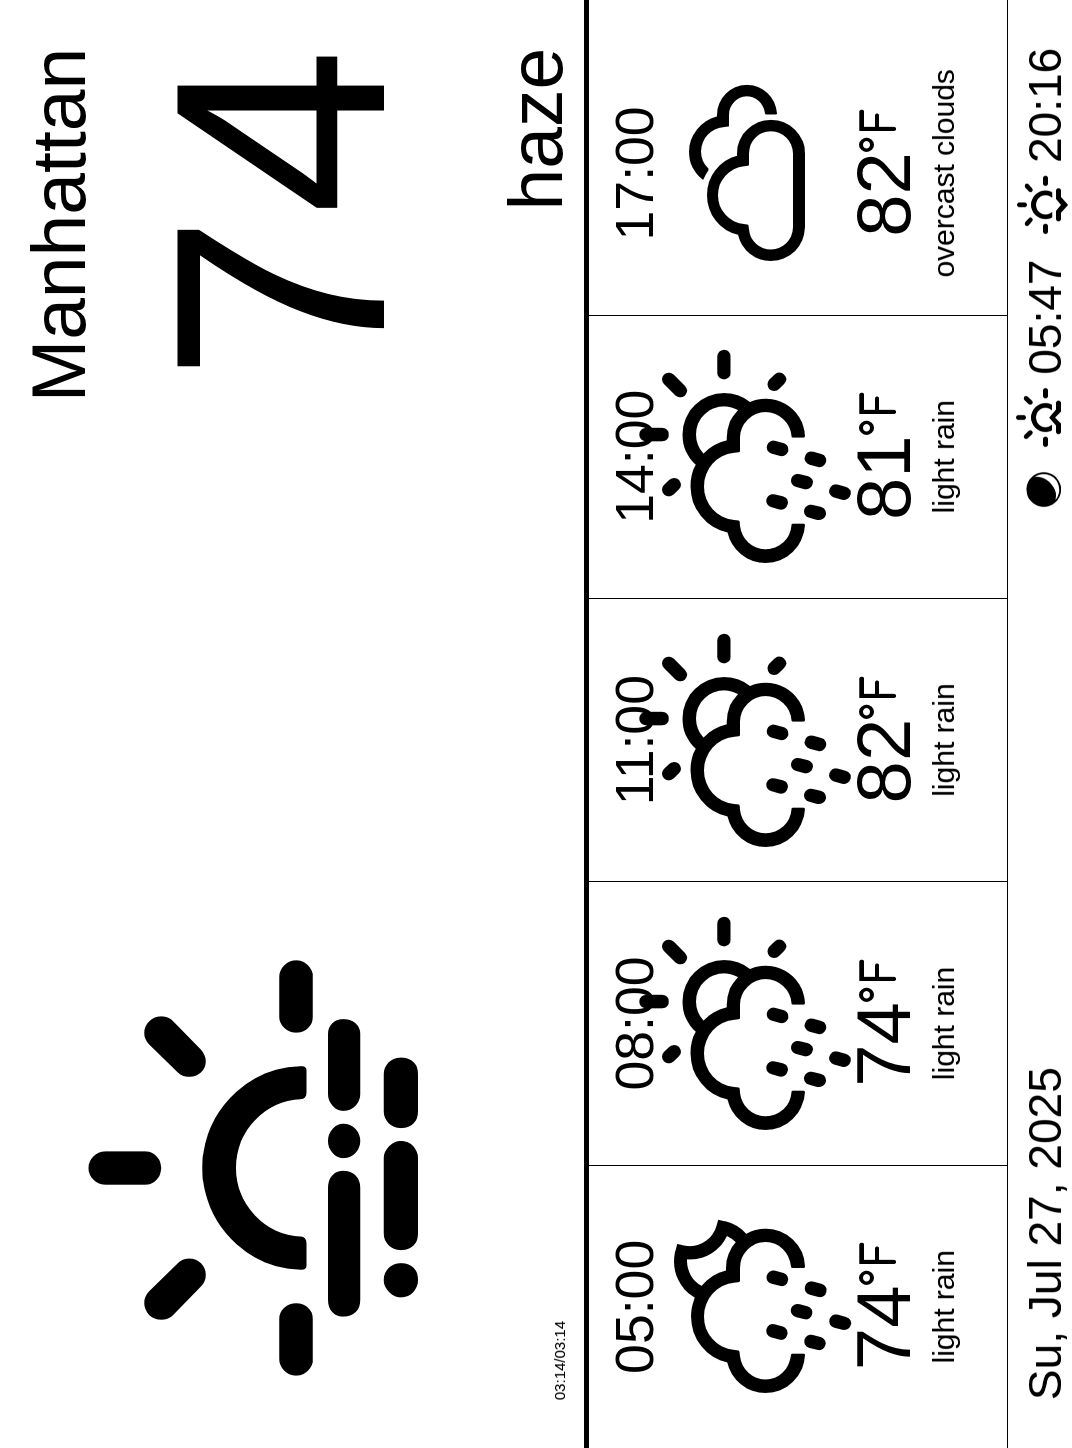 Manhattan
74
haze
03:14/03:14
05:00 08:00 11:00 14:00 17:00
74°F 74°F 82°F 81°F 82°F
light rain light rain light rain light rain overcast clouds
Su, Jul 27, 2025 05:47 20:16